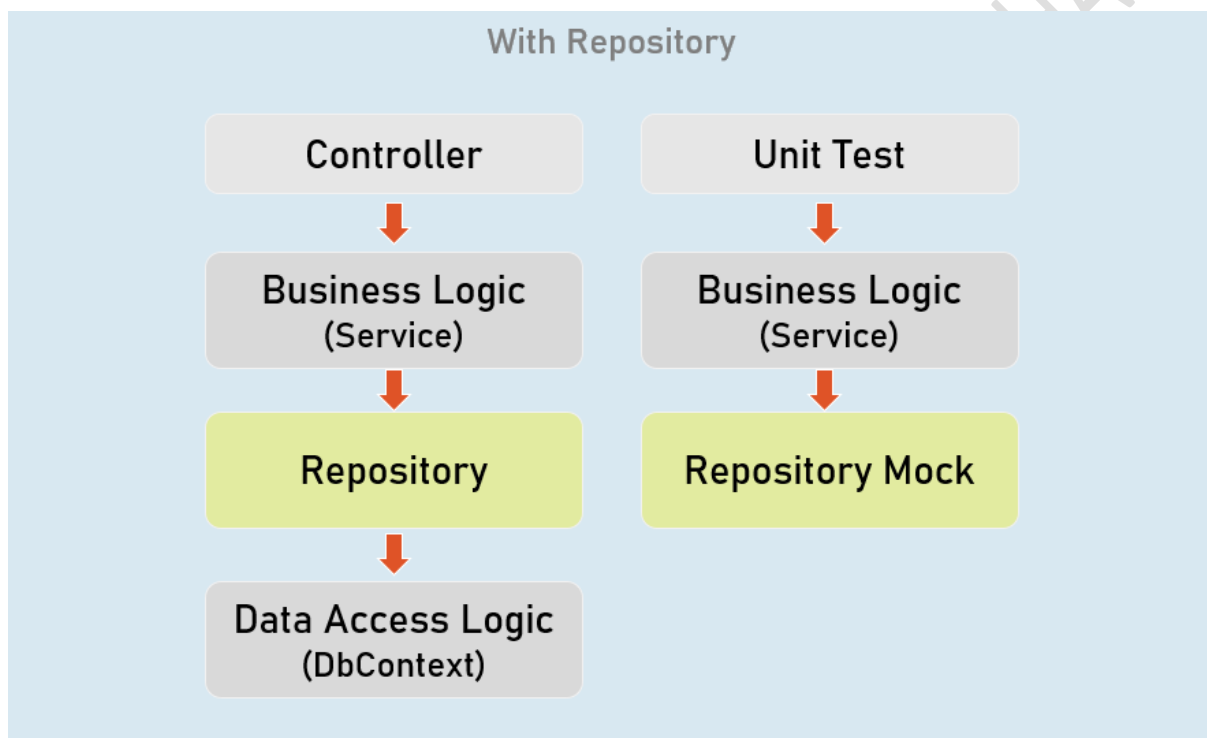 With Repository
Controller
Unit Test
Business Logic
(Service)
Business Logic
(Service)
Repository
Repository Mock
Data Access Logic
(DbContext)